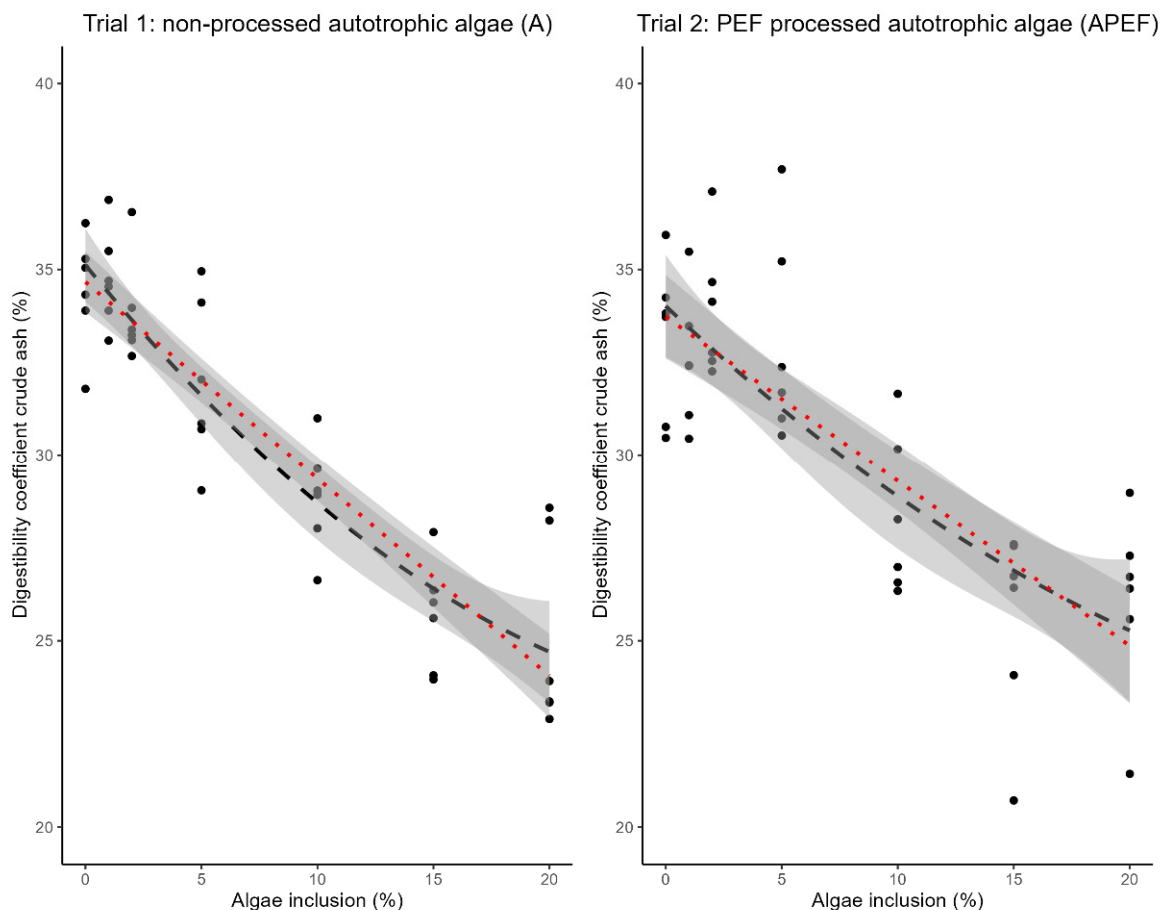 Trial 1: non-processed autotrophic algae (A)
Digestibility coefficient crude ash (%)
40
35
30
25
20
0 5 10 15 20
Algae inclusion (%)
Trial 2: PEF processed autotrophic algae (APEF)
Digestibility coefficient crude ash (%)
40
35
30
25
20
0 5 10 15 20
Algae inclusion (%)